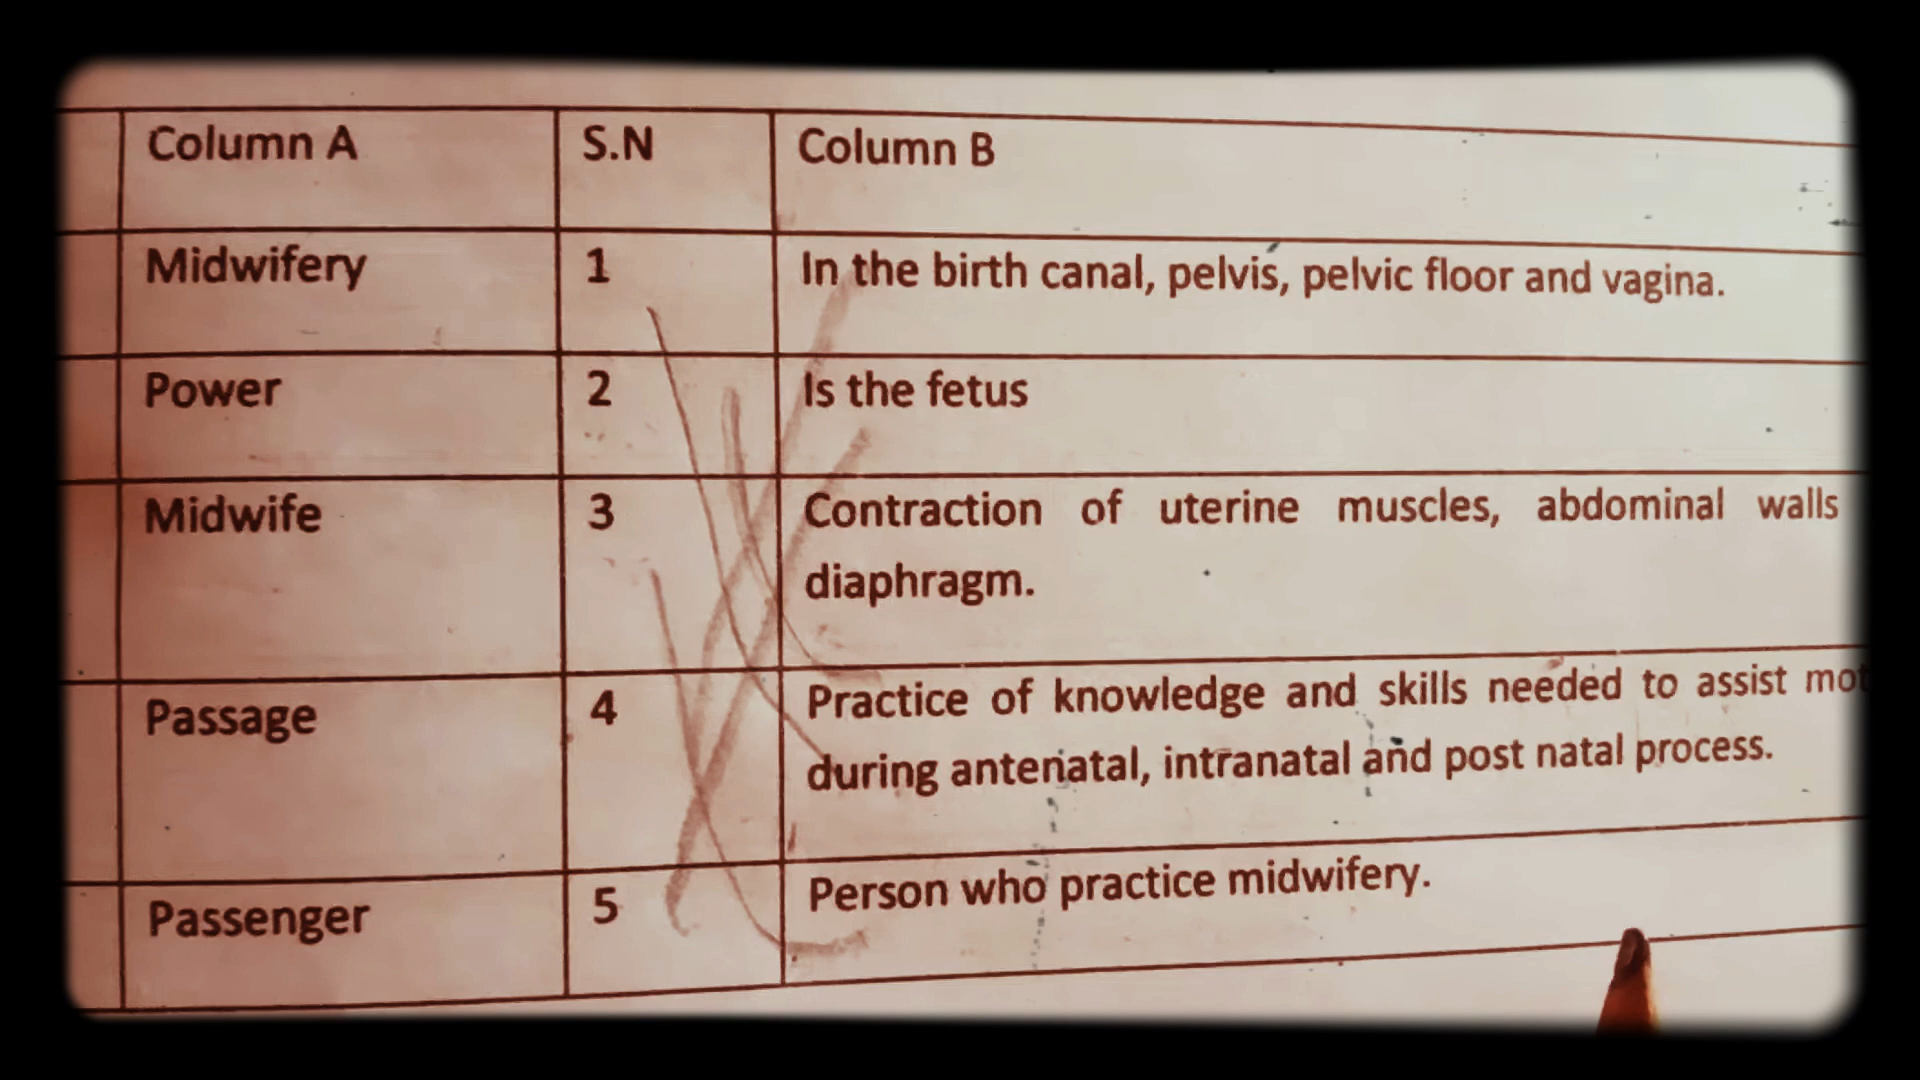 Column A S.N Column B
Midwifery 1 In the birth canal, pelvis, pelvic floor and vagina.
Power 2 Is the fetus
Midwife 3 Contraction of uterine muscles, abdominal walls
diaphragm.
Passage 4 Practice of knowledge and skills needed to assist
during antenatal, intranatal and post natal process.
Passenger 5 Person who practice midwifery.